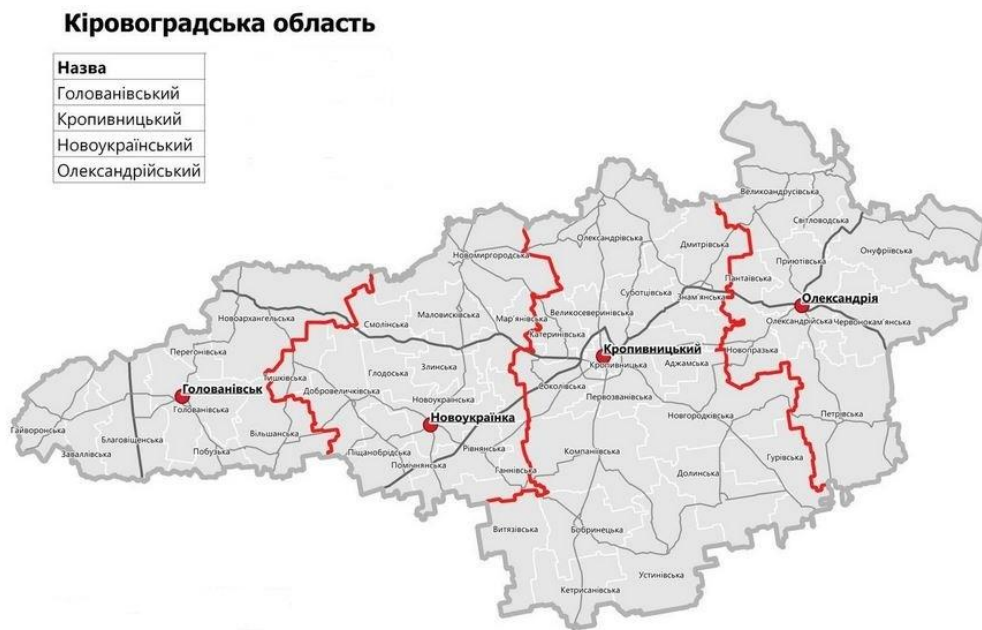 Кіровоградська область
Назва
Голованівський
Кропивницький
Новоукраїнський
Олександрійський
Великоандрусівська
Світловодська
Олександрівська
Дмитрівська
Онуфріївська
Новомиргородська
Приютівська
Пантаївська
Суботцівська
Знам'янська
Олександрія
Новоархангельська
Смолінська
Маловисківська
Мар'янівська
Великосеверинівська
Олександрійська
Червонокам'янська
Катеринівська
Перегонівська
Кропивницький
Новопразька
Кропивницька
Аджамська
Злинська
Глодоська
Тишківська
Соколівська
Голованівськ
Добровеличківська
Первозванівська
Новоукраїнська
Голованівська
Новоукраїнка
Новгородківська
Петрівська
Гайворонська
Вільшанська
Благовіщенська
Рівнянська
Піщанобрідська
Побузька
Компаніївська
Заваллівська
Помічнянська
Гурівська
Ганнівська
Долинська
Витязівська
Бобринецька
Устинівська
Кетрисанівська